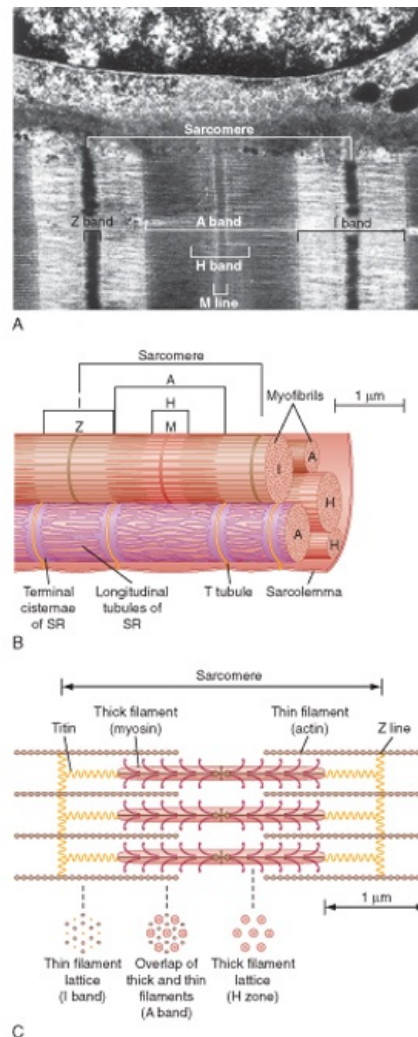 Sarcomere
Z band
A band
I band
H band
M line
A
Sarcomere
I
A
Myofibrils
1 µm
H
Z
M
I
A
H
A
H
Terminal
cisternae
of SR
Longitudinal
tubules of
SR
T tubule
Sarcolemma
B
Sarcomere
Thick filament
(myosin)
Thin filament
(actin)
Titin
Z line
1 µm
Thin filament
lattice
(I band)
Overlap of
thick and thin
filaments
(A band)
Thick filament
lattice
(H zone)
C